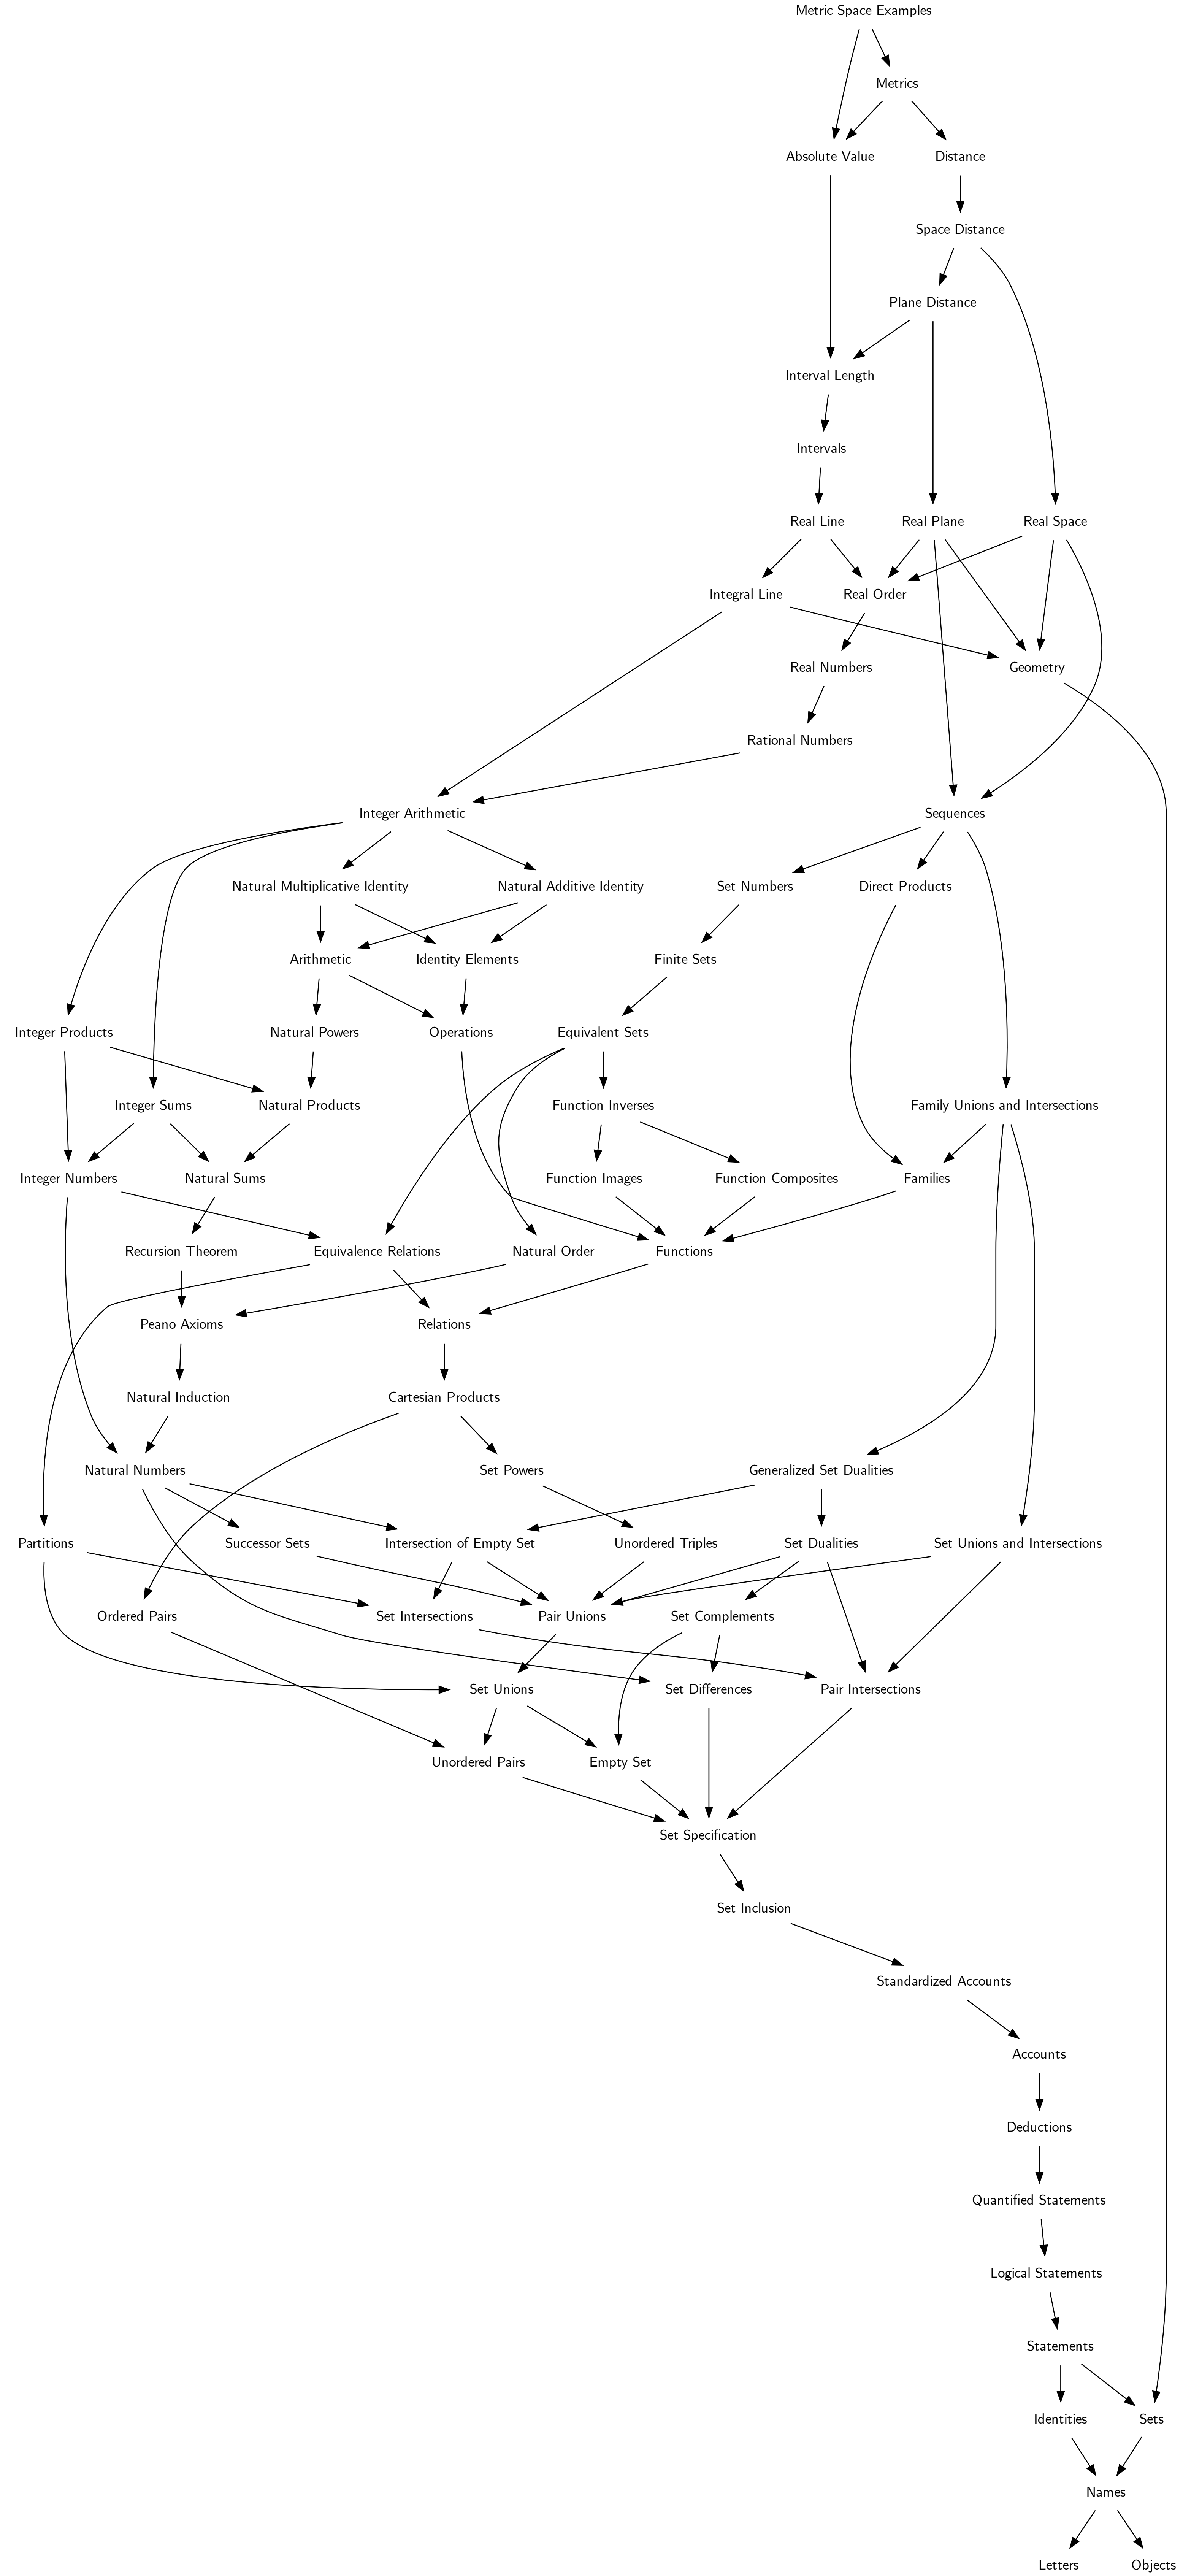 Metric Space Examples
Metrics
Absolute Value
Distance
Space Distance
Plane Distance
Interval Length
Intervals
Real Line
Real Plane
Real Space
Integral Line
Real Order
Real Numbers
Geometry
Rational Numbers
Integer Arithmetic
Sequences
Natural Multiplicative Identity
Natural Additive Identity
Set Numbers
Direct Products
Arithmetic
Identity Elements
Finite Sets
Integer Products
Natural Powers
Operations
Equivalent Sets
Integer Sums
Natural Products
Function Inverses
Family Unions and Intersections
Integer Numbers
Natural Sums
Function Images
Function Composites
Families
Recursion Theorem
Equivalence Relations
Natural Order
Functions
Peano Axioms
Relations
Natural Induction
Cartesian Products
Natural Numbers
Set Powers
Generalized Set Dualities
Partitions
Successor Sets
Intersection of Empty Set
Unordered Triples
Set Dualities
Set Unions and Intersections
Ordered Pairs
Set Intersections
Pair Unions
Set Complements
Set Unions
Set Differences
Pair Intersections
Unordered Pairs
Empty Set
Set Specification
Set Inclusion
Standardized Accounts
Accounts
Deductions
Quantified Statements
Logical Statements
Statements
Identities
Sets
Names
Letters
Objects